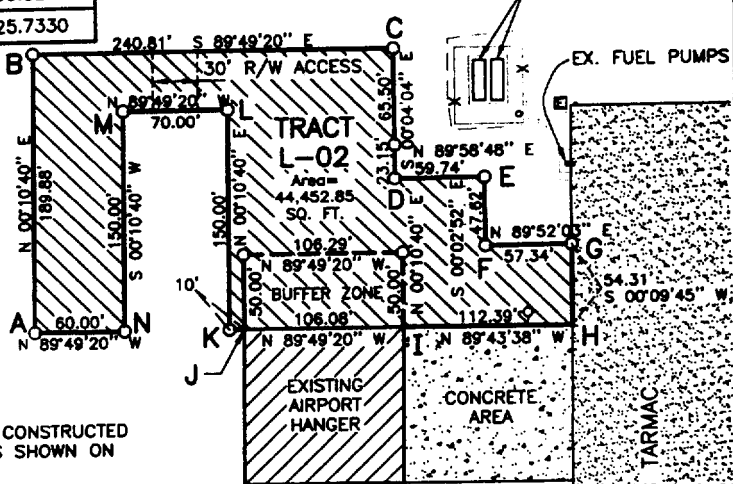 25.7330
B
240.81' S 89°49'20" E
C
30' R/W ACCESS
EX. FUEL PUMPS
E
M
N 89°49'20" W
L
70.00'
TRACT
L-02
Area=
44,452.85
SQ. FT.
65.50'
S 00°04'04" E
N 89°58'48" E
59.74'
23.15'
D
E
N 00°10'40" E
189.88'
S 00°10'40" W
150.00'
N 00°10'40" E
150.00'
S 00°02'52" E
47.62'
F
N 89°52'03" E
57.34'
G
54.31
S 00°09'45" W
106.29'
N 89°49'20" W
50.00'
BUFFER ZONE
50.00'
N 00°10'40" E
10'
A
60.00'
N 89°49'20" W
N
K
J
106.08'
N 89°49'20" W
I
112.39'
N 89°43'38" W
H
EXISTING
AIRPORT
HANGER
CONCRETE
AREA
TARMAC
CONSTRUCTED
SHOWN ON